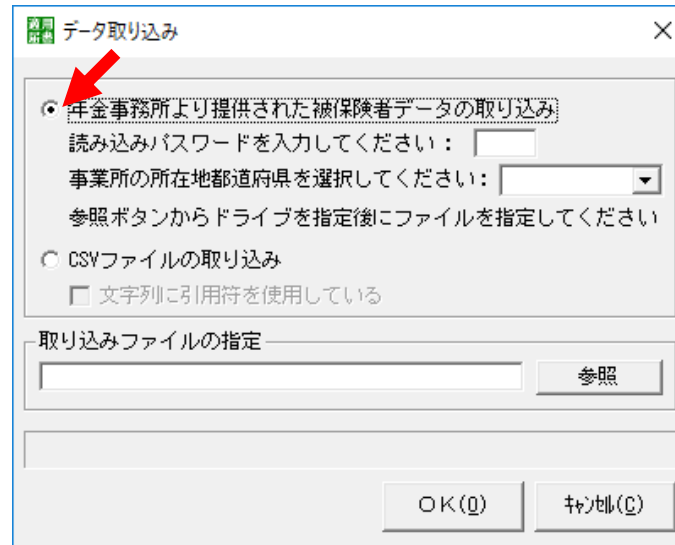 適用
所患
データ取り込み
年金事務所より提供された被保険者データの取り込み
読み込みパスワードを入力してください：
事業所の所在地都道府県を選択してください：
参照ボタンからドライブを指定後にファイルを指定してください
CSVファイルの取り込み
文字列に引用符を使用している
取り込みファイルの指定
参照
ＯＫ(O)
ｷｬﾝｾﾙ(C)